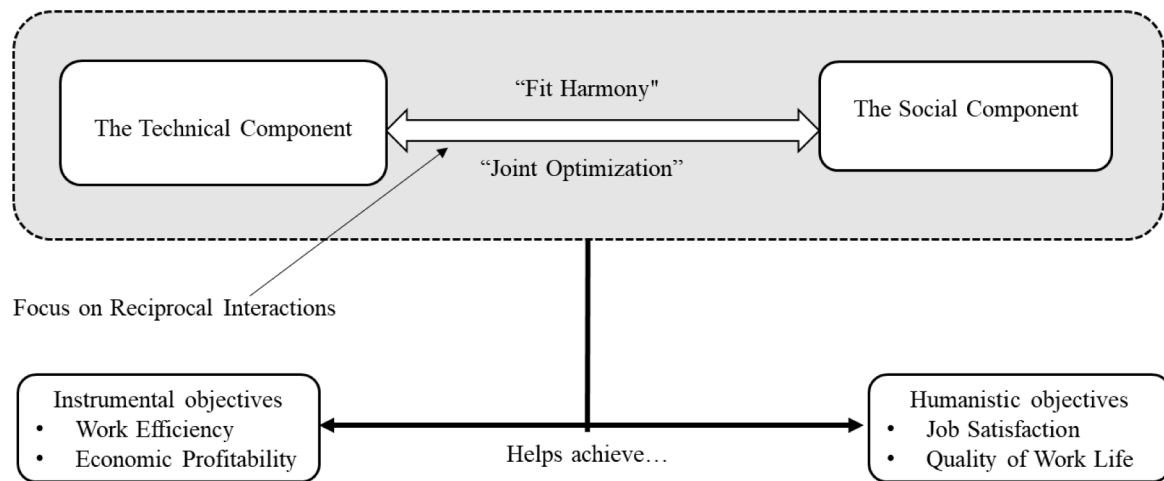 “Fit Harmony"
The Technical Component
The Social Component
“Joint Optimization”
Focus on Reciprocal Interactions
Instrumental objectives
• Work Efficiency
• Economic Profitability
Helps achieve…
Humanistic objectives
• Job Satisfaction
• Quality of Work Life